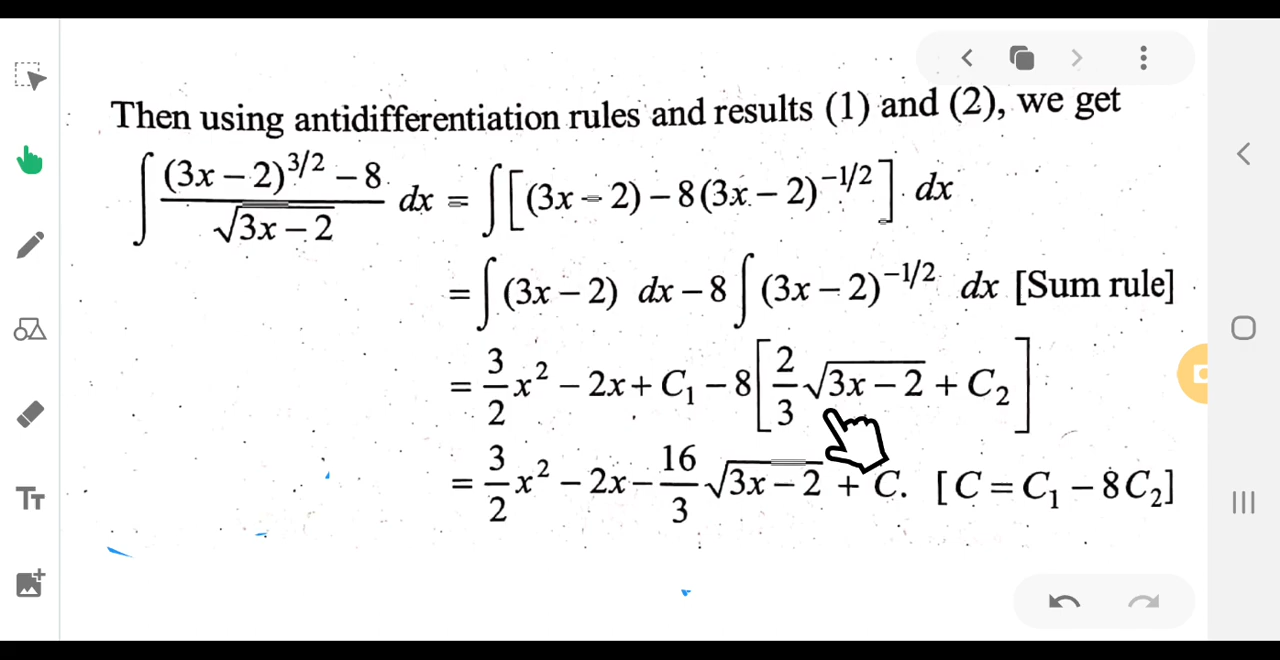 Then using antidifferentiation rules and results (1) and (2), we get
∫ (3x − 2)^{3/2} − 8 / √(3x − 2) dx = ∫ [(3x − 2) − 8(3x − 2)^{−1/2}] dx
= ∫ (3x − 2) dx − 8 ∫ (3x − 2)^{−1/2} dx [Sum rule]
= 3/2 x² − 2x + C₁ − 8[2/3 √(3x − 2) + C₂]
= 3/2 x² − 2x − 16/3 √(3x − 2) + C. [C = C₁ − 8C₂]
TT